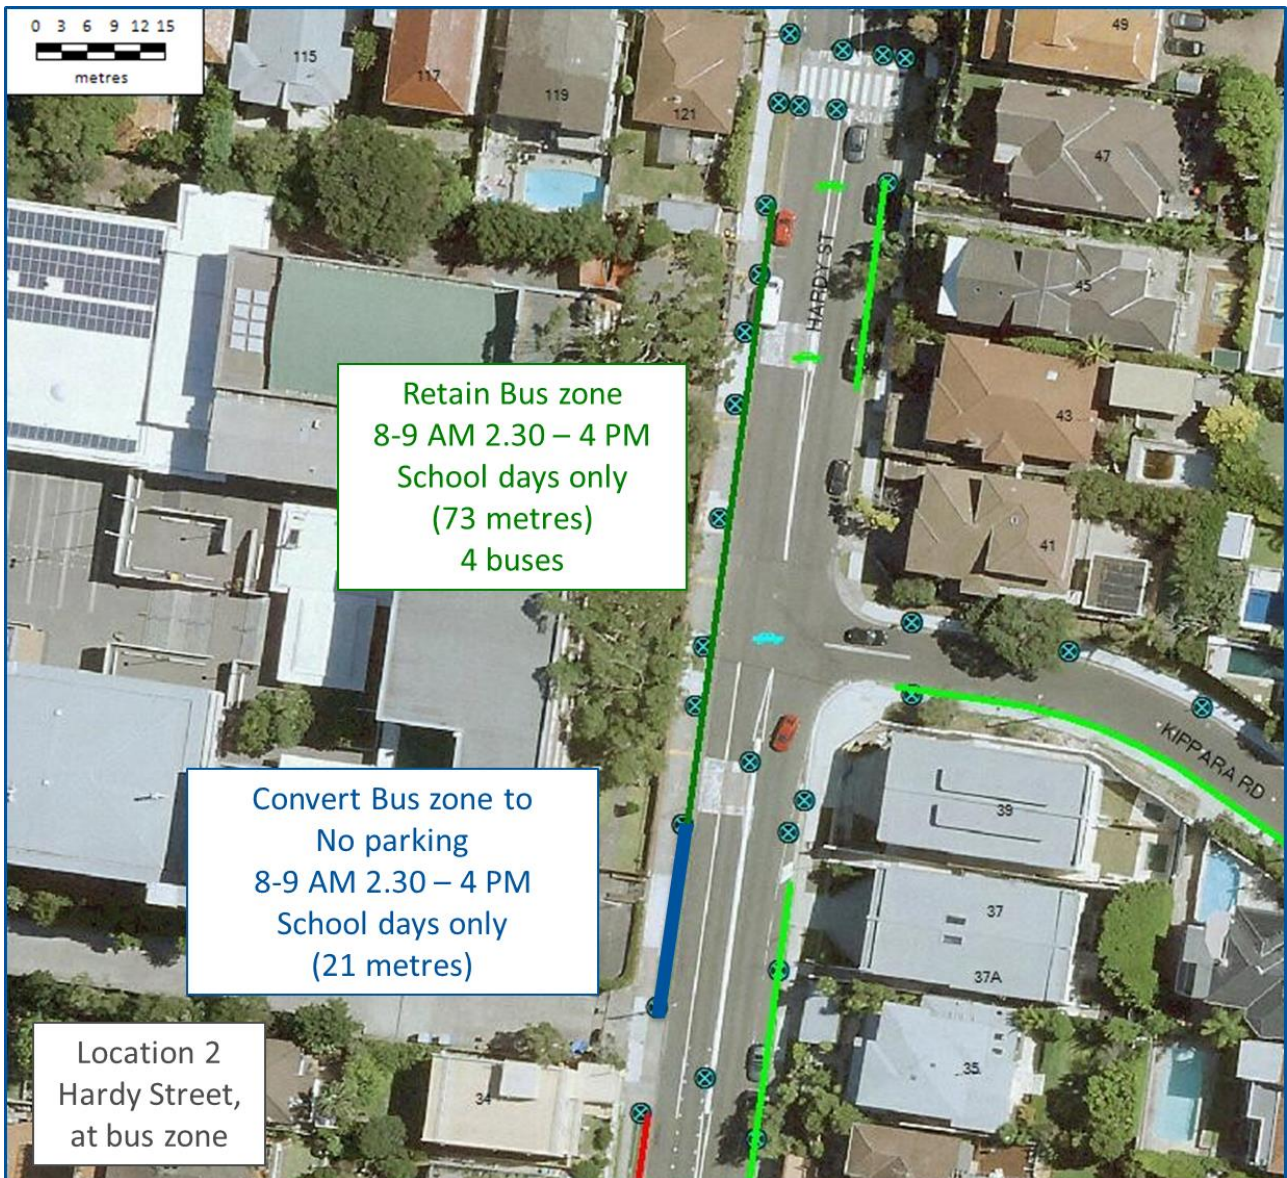 0 3 6 9 12 15
metres
115
117
119
121
49
47
HARDY ST
45
43
41
Retain Bus zone
8-9 AM 2.30 – 4 PM
School days only
(73 metres)
4 buses
KIPPARA RD
Convert Bus zone to
No parking
8-9 AM 2.30 – 4 PM
School days only
(21 metres)
39
37
37A
35
34
Location 2
Hardy Street,
at bus zone